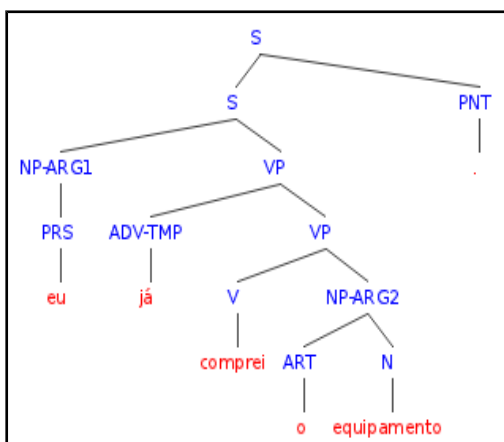 S
S PNT
.
NP-ARG1 VP
PRS ADV-TMP VP
eu já V NP-ARG2
comprei ART N
o equipamento